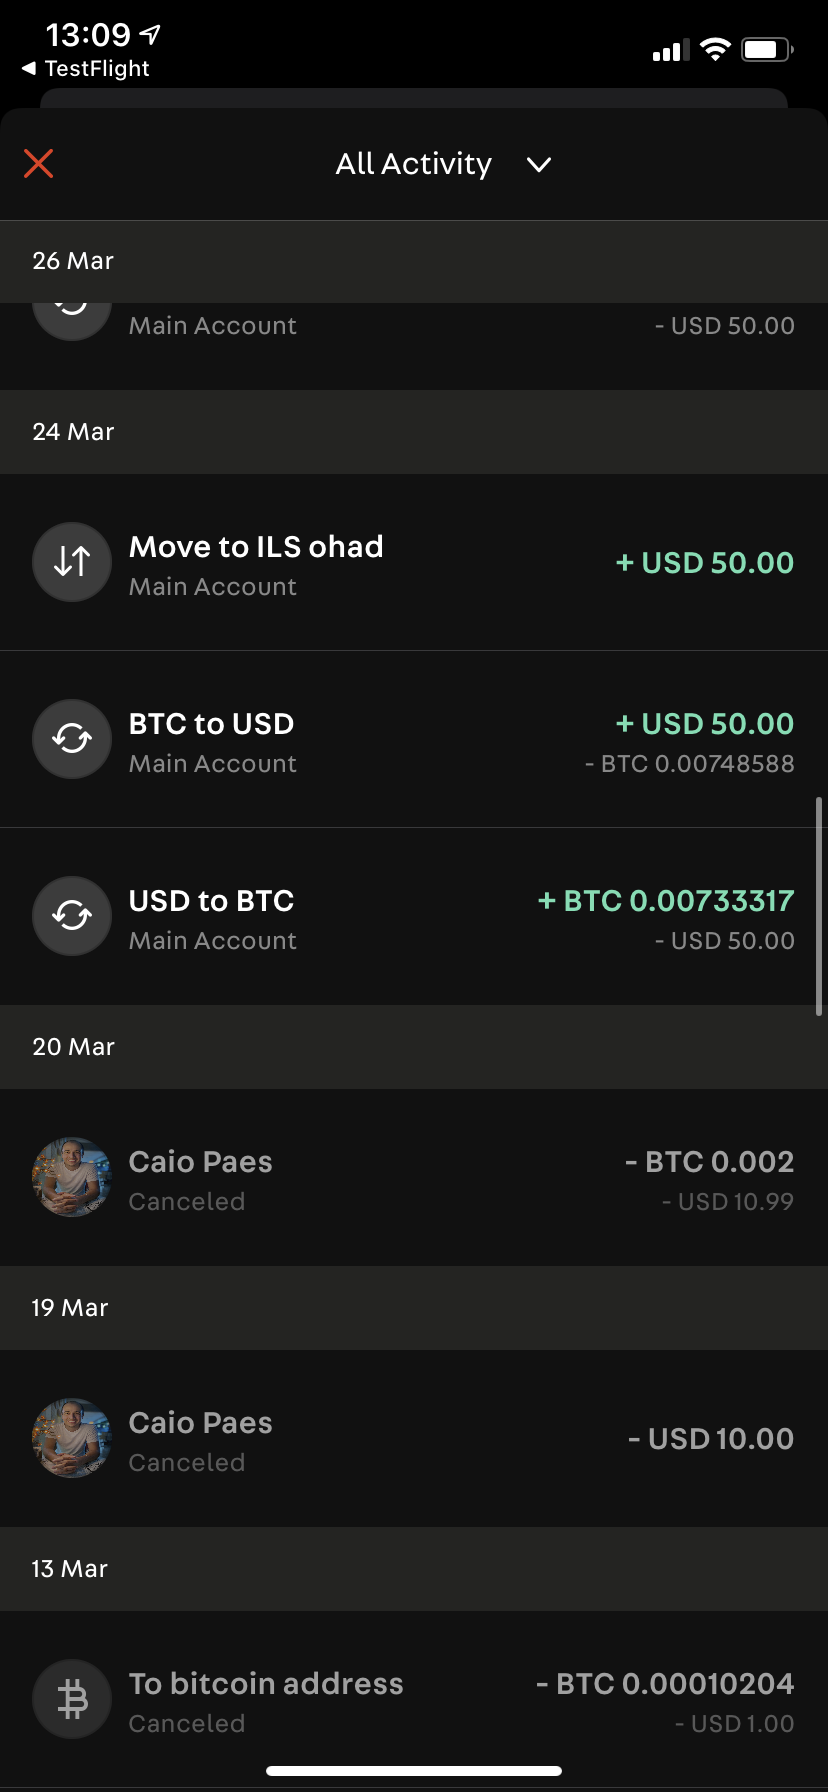 13:09
◀ TestFlight
All Activity
26 Mar
Main Account - USD 50.00
24 Mar
Move to ILS ohad
+ USD 50.00
Main Account
BTC to USD + USD 50.00
Main Account - BTC 0.00748588
USD to BTC + BTC 0.00733317
Main Account - USD 50.00
20 Mar
Caio Paes - BTC 0.002
Canceled - USD 10.99
19 Mar
Caio Paes
- USD 10.00
Canceled
13 Mar
To bitcoin address - BTC 0.00010204
Canceled - USD 1.00